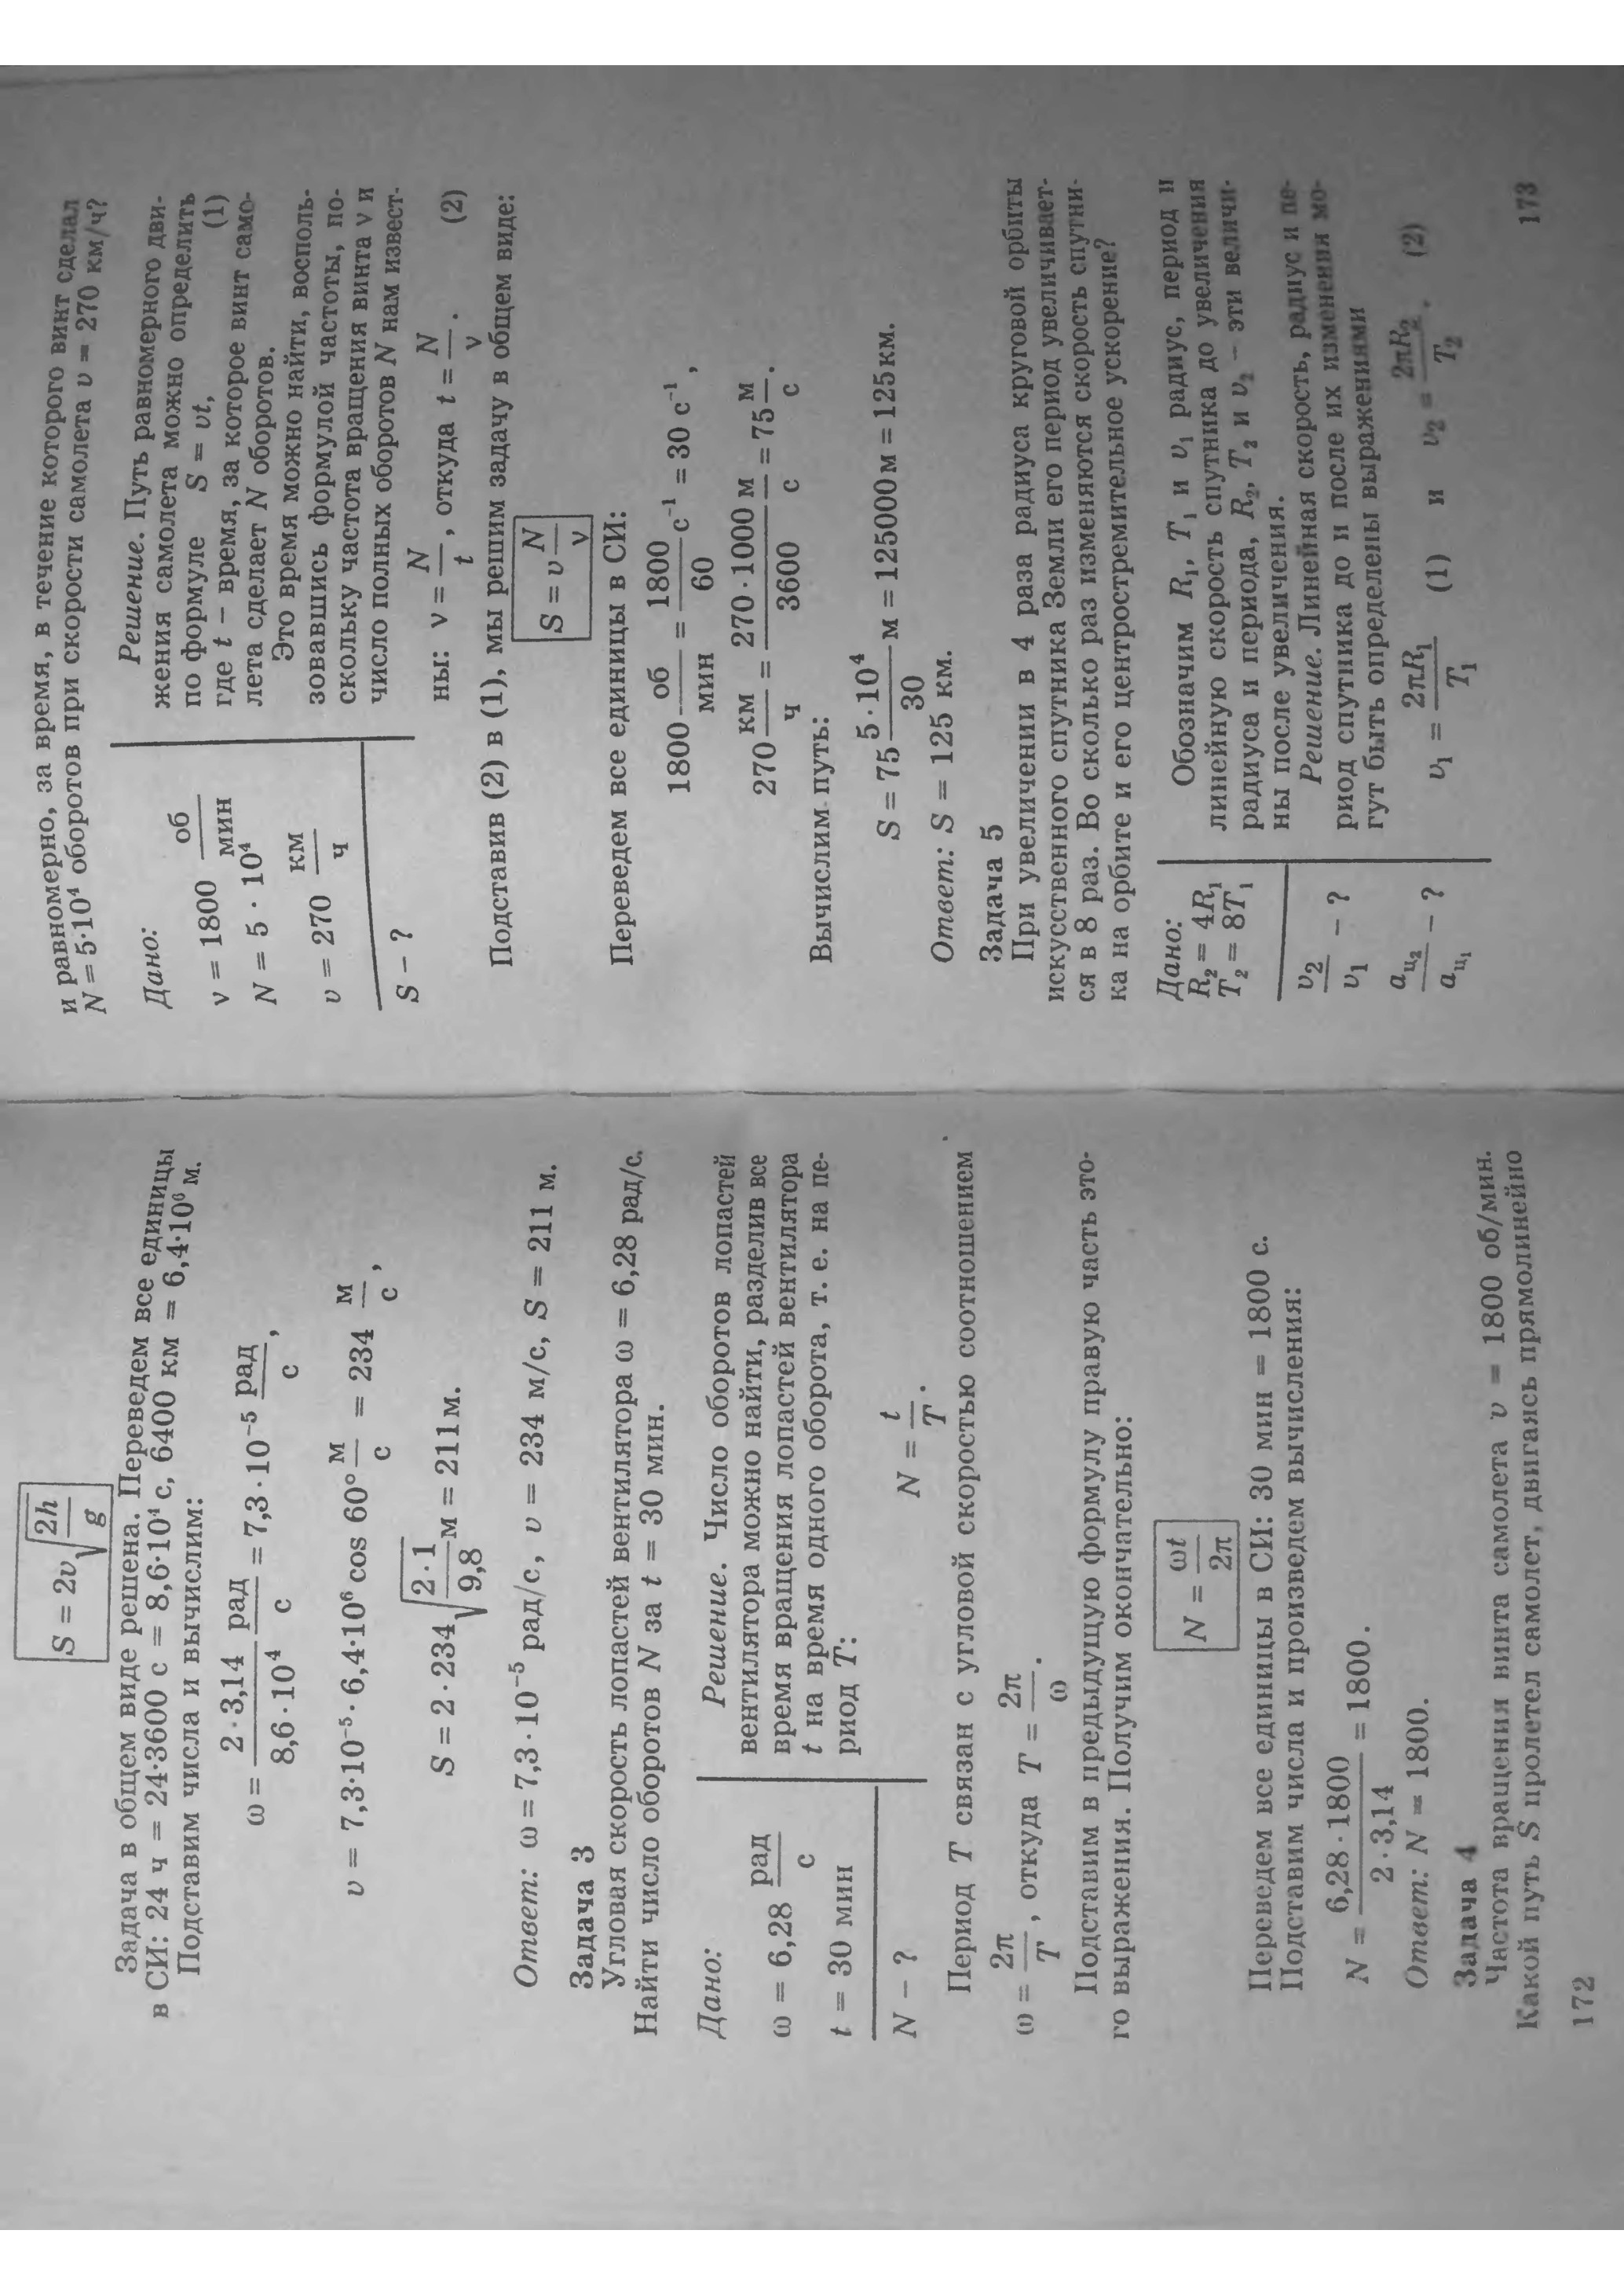 S = 2v√(2h/g)
Задача в общем виде решена. Переведем все единицы
в СИ: 24 ч = 24·3600 с = 8,6·10⁴ с, 6400 км = 6,4·10⁶ м.
Подставим числа и вычислим:
ω = (2·3,14)/(8,6·10⁴) рад/с = 7,3·10⁻⁵ рад/с,
υ = 7,3·10⁻⁵·6,4·10⁶ cos 60° м/с = 234 м/с,
S = 2·234√(2·1/9,8) м = 211 м.
Ответ: ω = 7,3·10⁻⁵ рад/с, υ = 234 м/с, S = 211 м.
Задача 3
Угловая скорость лопастей вентилятора ω = 6,28 рад/с.
Найти число оборотов N за t = 30 мин.
Дано:
ω = 6,28 рад/с
t = 30 мин
N – ?
Решение. Число оборотов лопастей
вентилятора можно найти, разделив все
время вращения лопастей вентилятора
t на время одного оборота, т. е. на пе-
риод T:
N = t/T.
Период T связан с угловой скоростью соотношением
ω = 2π/T, откуда T = 2π/ω.
Подставим в предыдущую формулу правую часть это-
го выражения. Получим окончательно:
N = ωt/2π
Переведем все единицы в СИ: 30 мин = 1800 с.
Подставим числа и произведем вычисления:
N = (6,28·1800)/(2·3,14) = 1800.
Ответ: N = 1800.
Задача 4
Частота вращения винта самолета υ = 1800 об/мин.
Какой путь S пролетел самолет, двигаясь прямолинейно
172
и равномерно, за время, в течение которого винт сделал
N = 5·10⁴ оборотов при скорости самолета υ = 270 км/ч?
Дано:
ν = 1800 об/мин
N = 5 · 10⁴
υ = 270 км/ч
S – ?
Решение. Путь равномерного дви-
жения самолета можно определить
по формуле S = υt, (1)
где t – время, за которое винт само-
лета сделает N оборотов.
Это время можно найти, восполь-
зовавшись формулой частоты, по-
скольку частота вращения винта ν и
число полных оборотов N нам извест-
ны: ν = N/t, откуда t = N/ν. (2)
Подставив (2) в (1), мы решим задачу в общем виде:
S = υ N/ν
Переведем все единицы в СИ:
1800 об/мин = 1800/60 с⁻¹ = 30 с⁻¹,
270 км/ч = 270·1000/3600 м/с = 75 м/с.
Вычислим путь:
S = 75 5·10⁴/30 м = 125000 м = 125 км.
Ответ: S = 125 км.
Задача 5
При увеличении в 4 раза радиуса круговой орбиты
искусственного спутника Земли его период увеличивает-
ся в 8 раз. Во сколько раз изменяются скорость спутни-
ка на орбите и его центростремительное ускорение?
Дано:
R₂ = 4R₁
T₂ = 8T₁
υ₂/υ₁ – ?
aц₂/aц₁ – ?
Обозначим R₁, T₁ и υ₁ радиус, период и
линейную скорость спутника до увеличения
радиуса и периода, R₂, T₂ и υ₂ – эти величи-
ны после увеличения.
Решение. Линейная скорость, радиус и пе-
риод спутника до и после их изменения мо-
гут быть определены выражениями
υ₁ = 2πR₁/T₁ (1) и υ₂ = 2πR₂/T₂. (2)
173